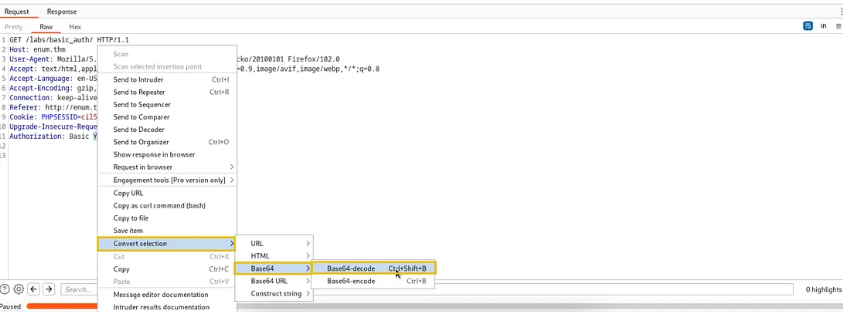 Request Response
Pretty Raw Hex \n
1 GET /labs/basic_auth/ HTTP/1.1
2 Host: enum.thm
3 User-Agent: Mozilla/5. cko/20100101 Firefox/102.0
4 Accept: text/html,appl =0.9,image/avif,image/webp,*/*;q=0.8
5 Accept-Language: en-US
6 Accept-Encoding: gzip,
7 Connection: keep-alive
8 Referer: http://enum.t
9 Cookie: PHPSESSID=cil5
10 Upgrade-Insecure-Reque
11 Authorization: Basic Y
12
13
Scan
Scan selected insertion point
Send to Intruder Ctrl+I
Send to Repeater Ctrl+R
Send to Sequencer
Send to Comparer
Send to Decoder
Send to Organizer Ctrl+O
Show response in browser
Request in browser
Engagement tools [Pro version only]
Copy URL
Copy as curl command (bash)
Copy to file
Save item
Convert selection
Cut Ctrl+X
Copy Ctrl+C
Paste Ctrl+V
Message editor documentation
Intruder results documentation
URL
HTML
Base64
Base64 URL
Construct string
Base64-decode Ctrl+Shift+B
Base64-encode Ctrl+B
Search...
0 highlights
Paused